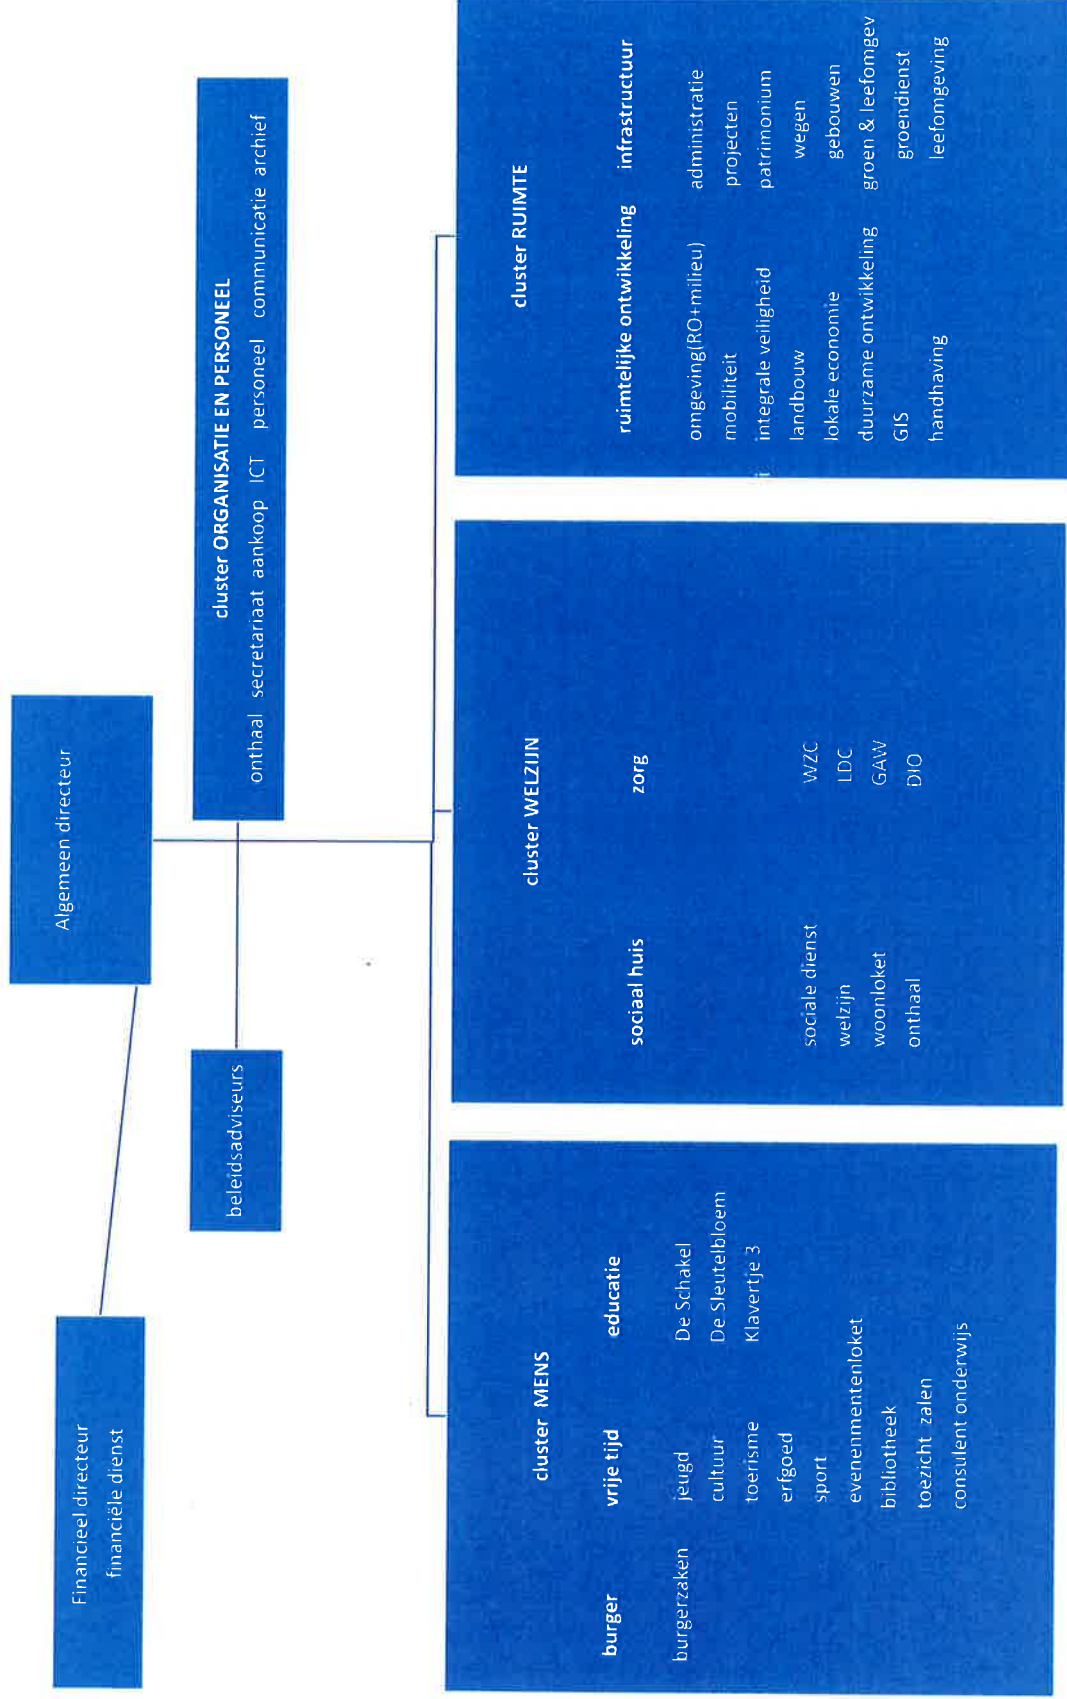 Algemeen directeur
Financieel directeur
financiële dienst
cluster ORGANISATIE EN PERSONEEL
onthaal secretariaat aankoop ICT personeel communicatie archief
beleidsadviseurs
cluster MENS
burger vrije tijd educatie
burgerzaken jeugd De Schakel
cultuur De Sleutelbloem
toerisme Klavertje 3
erfgoed
sport
evenenmentenloket
bibliotheek
toezicht zalen
consulent onderwijs
cluster WELZIJN
sociaal huis zorg
sociale dienst WZC
welzijn LDC
woonloket GAW
onthaal DIO
cluster RUIMTE
ruimtelijke ontwikkeling infrastructuur
omgeving(RO+milieu) administratie
mobiliteit projecten
integrale veiligheid patrimonium
landbouw wegen
lokale economie gebouwen
duurzame ontwikkeling groen & leefomgev
GIS groendienst
handhaving leefomgeving
i